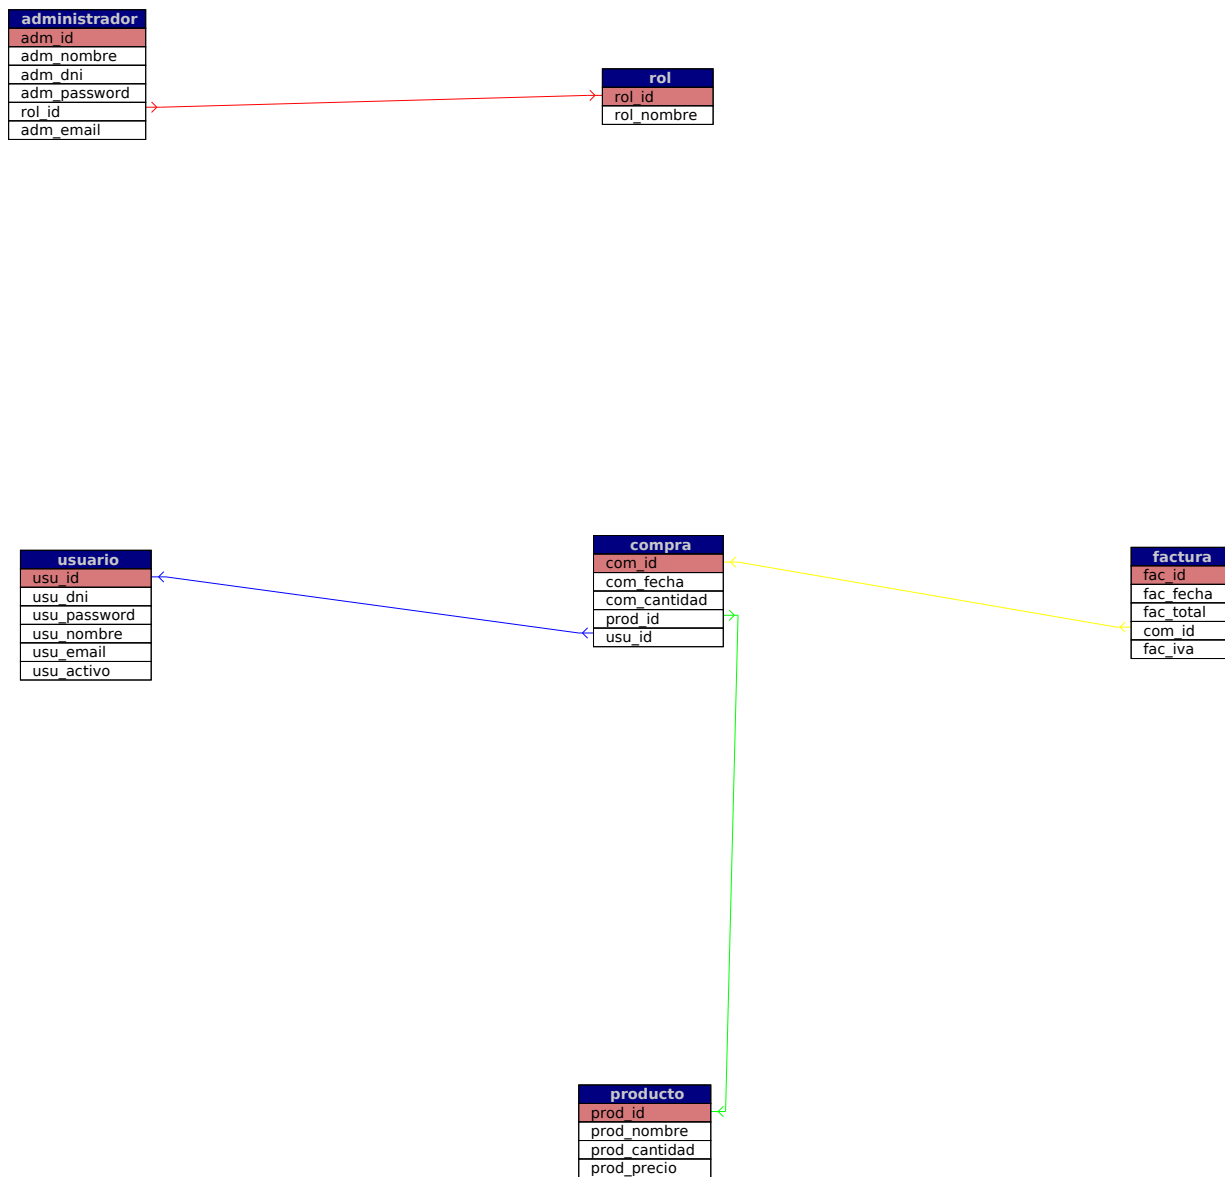 administrador
adm_id
adm_nombre
adm_dni
adm_password
rol_id
adm_email
rol
rol_id
rol_nombre
usuario
usu_id
usu_dni
usu_password
usu_nombre
usu_email
usu_activo
compra
com_id
com_fecha
com_cantidad
prod_id
usu_id
factura
fac_id
fac_fecha
fac_total
com_id
fac_iva
producto
prod_id
prod_nombre
prod_cantidad
prod_precio